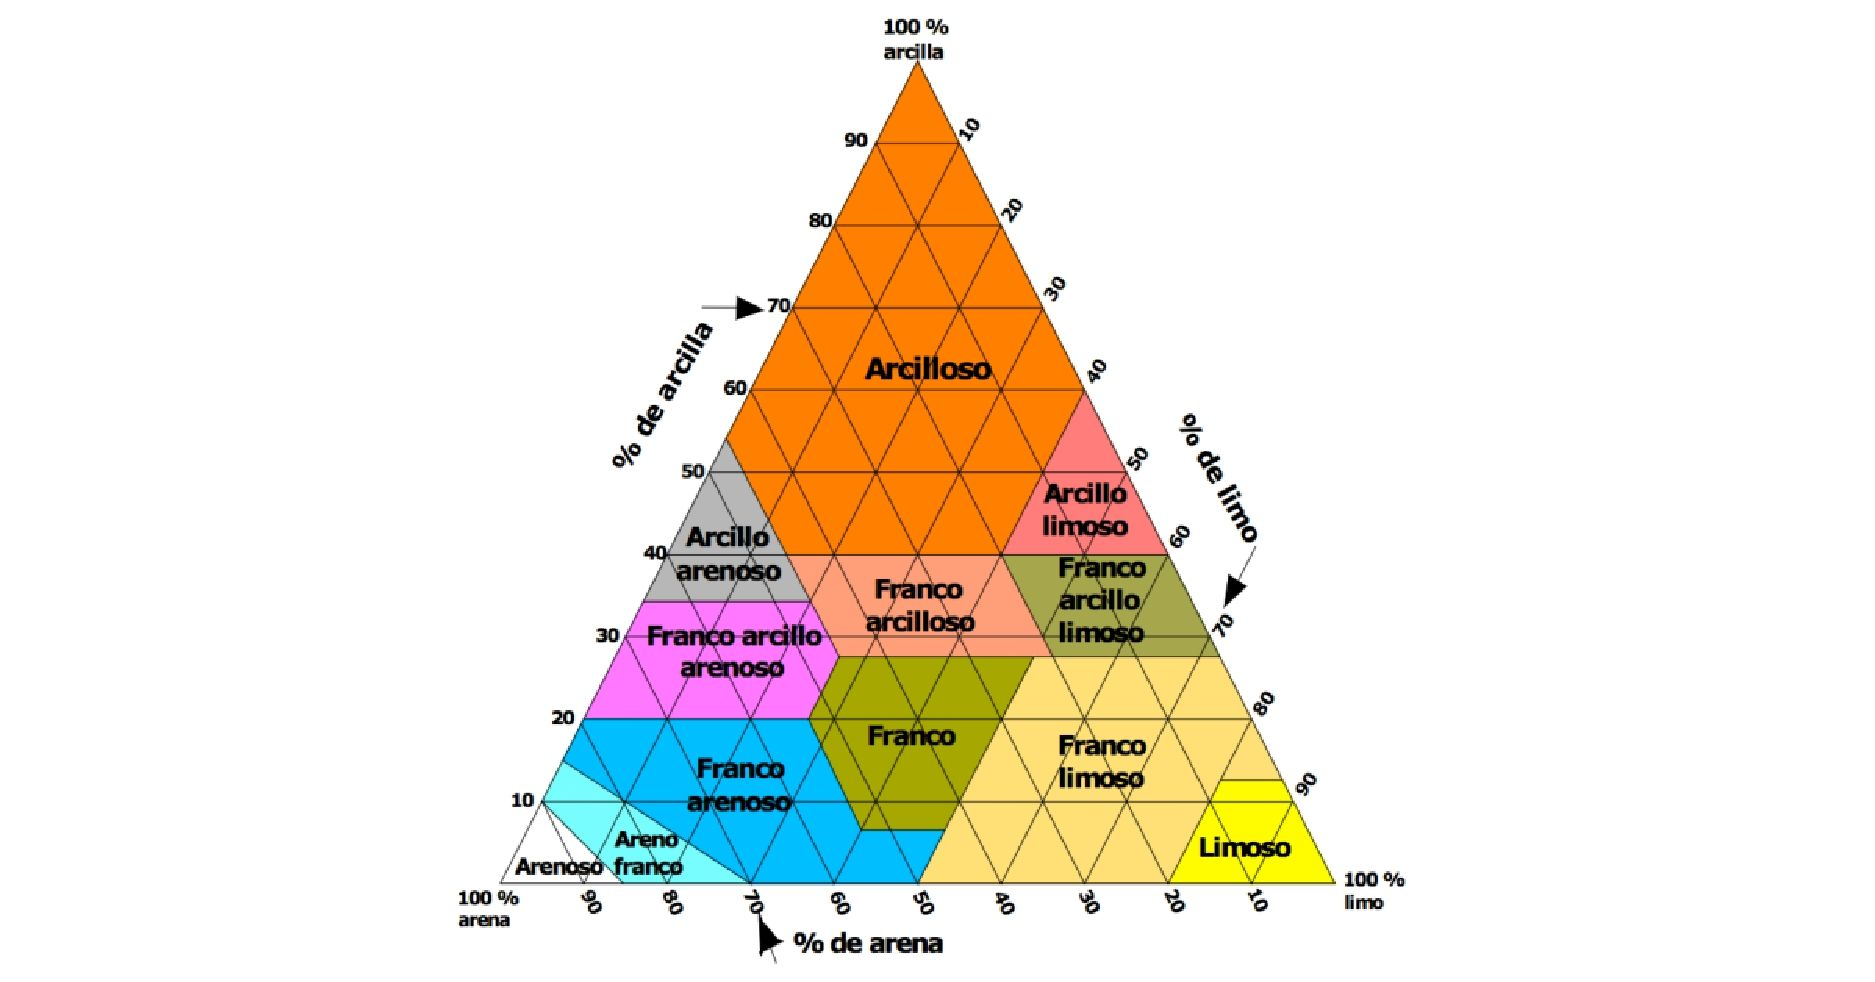 100 %
arcilla
90
10
80
20
30
70
% de arcilla
Arcilloso
40
60
% de limo
50
50
Arcillo
limoso
60
Arcillo
arenoso
40
Franco
arcillo
limoso
Franco
arcilloso
70
30
Franco arcillo
arenoso
80
20
Franco
Franco
limoso
Franco
arenoso
90
10
Areno
franco
Limoso
Arenoso
100 %
limo
100 %
arena
90
80
70
60
50
40
30
20
10
% de arena